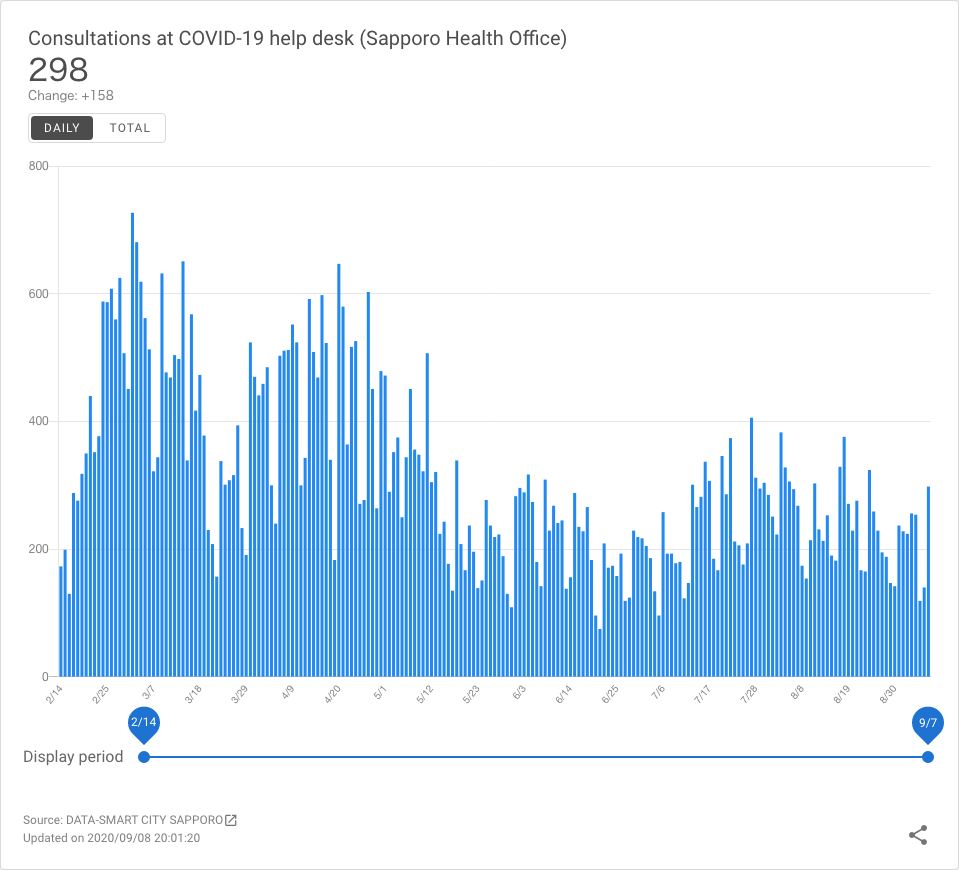 Consultations at COVID-19 help desk (Sapporo Health Office)
298
Change: +158
DAILY TOTAL
800
600
400
200
0
2/14 2/25 3/7 3/18 3/29 4/9 4/20 5/1 5/12 5/23 6/3 6/14 6/25 7/6 7/17 7/28 8/8 8/19 8/30
2/14 9/7
Display period
Source: DATA-SMART CITY SAPPORO
Updated on 2020/09/08 20:01:20